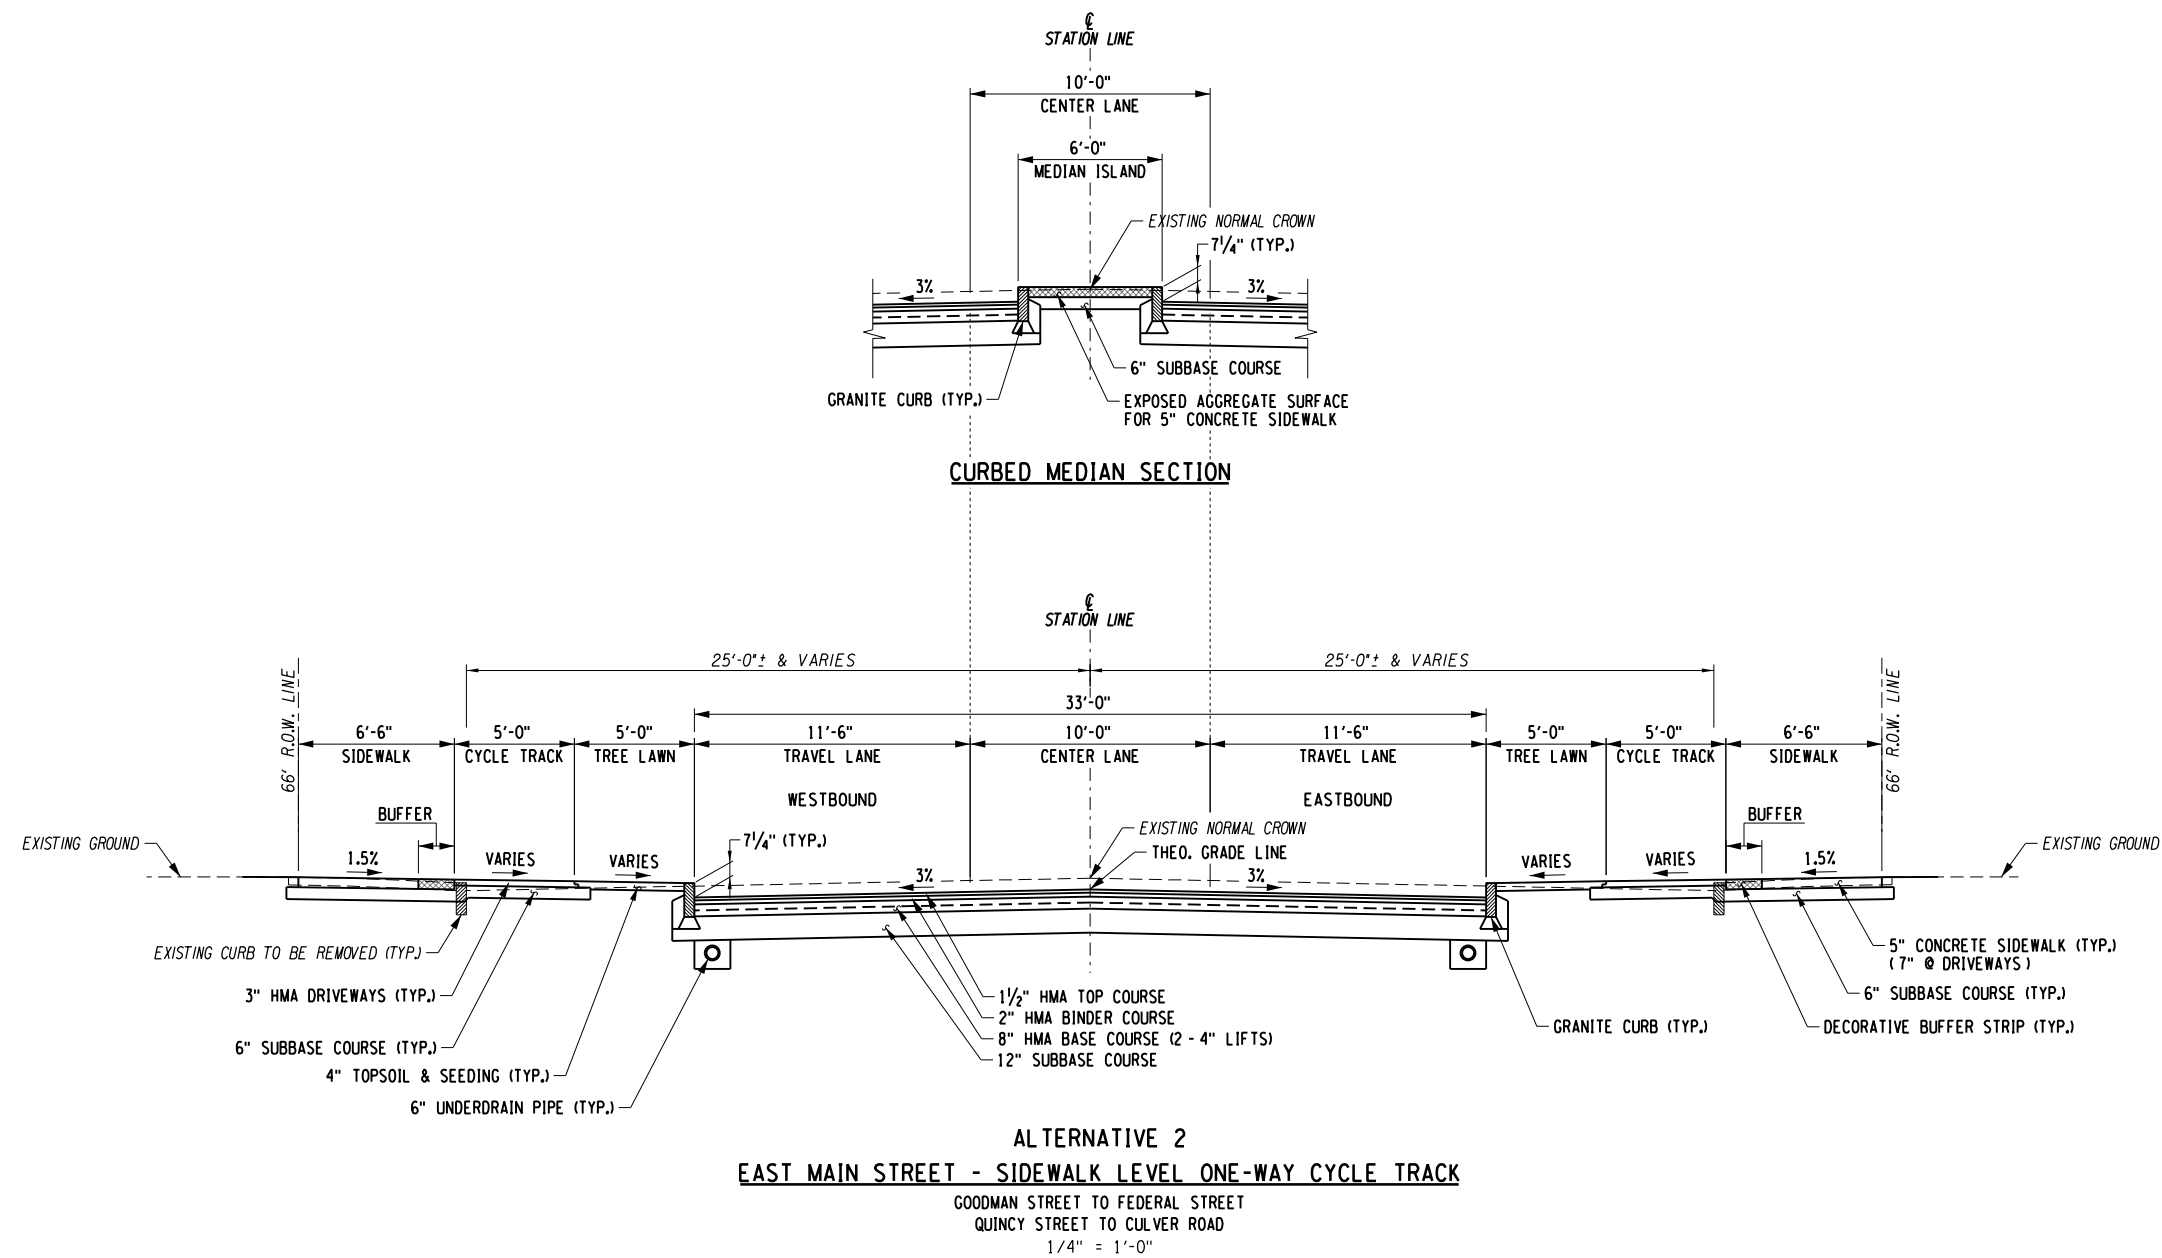 ℄
STATION LINE
10'-0"
CENTER LANE
6'-0"
MEDIAN ISLAND
EXISTING NORMAL CROWN
7 1/4" (TYP.)
3%
3%
6" SUBBASE COURSE
GRANITE CURB (TYP.)
EXPOSED AGGREGATE SURFACE
FOR 5" CONCRETE SIDEWALK
CURBED MEDIAN SECTION
℄
STATION LINE
25'-0"± & VARIES
25'-0"± & VARIES
66' R.O.W. LINE
66' R.O.W. LINE
33'-0"
6'-6"
SIDEWALK
5'-0"
CYCLE TRACK
5'-0"
TREE LAWN
11'-6"
TRAVEL LANE
10'-0"
CENTER LANE
11'-6"
TRAVEL LANE
5'-0"
TREE LAWN
5'-0"
CYCLE TRACK
6'-6"
SIDEWALK
WESTBOUND
EASTBOUND
BUFFER
BUFFER
EXISTING GROUND
7 1/4" (TYP.)
EXISTING NORMAL CROWN
THEO. GRADE LINE
EXISTING GROUND
1.5%
VARIES
VARIES
3%
3%
VARIES
VARIES
1.5%
EXISTING CURB TO BE REMOVED (TYP.)
3" HMA DRIVEWAYS (TYP.)
6" SUBBASE COURSE (TYP.)
4" TOPSOIL & SEEDING (TYP.)
6" UNDERDRAIN PIPE (TYP.)
1 1/2" HMA TOP COURSE
2" HMA BINDER COURSE
8" HMA BASE COURSE (2 - 4" LIFTS)
12" SUBBASE COURSE
5" CONCRETE SIDEWALK (TYP.)
(7" @ DRIVEWAYS)
6" SUBBASE COURSE (TYP.)
DECORATIVE BUFFER STRIP (TYP.)
GRANITE CURB (TYP.)
ALTERNATIVE 2
EAST MAIN STREET - SIDEWALK LEVEL ONE-WAY CYCLE TRACK
GOODMAN STREET TO FEDERAL STREET
QUINCY STREET TO CULVER ROAD
1/4" = 1'-0"